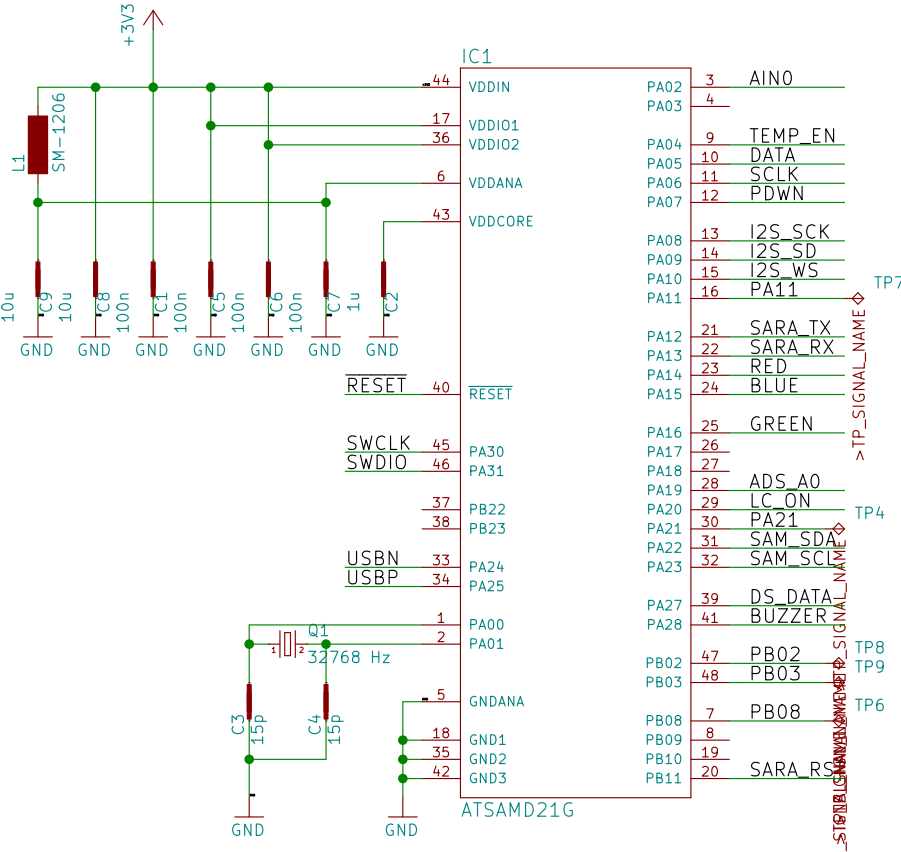 +3V3
IC1
L1
SM-1206
44 VDDIN
17 VDDIO1
36 VDDIO2
6 VDDANA
43 VDDCORE
PA02 3 AIN0
PA03 4
PA04 9 TEMP_EN
PA05 10 DATA
PA06 11 SCLK
PA07 12 PDWN
PA08 13 I2S_SCK
PA09 14 I2S_SD
PA10 15 I2S_WS
PA11 16 PA11
TP7
>TP_SIGNAL_NAME
10u C9
10u C8
100n C1
100n C5
100n C6
100n C7
1u C2
GND GND GND GND GND GND GND
PA12 21 SARA_TX
PA13 22 SARA_RX
PA14 23 RED
PA15 24 BLUE
RESET 40 RESET
PA16 25 GREEN
PA17 26
PA18 27
PA19 28 ADS_A0
PA20 29 LC_ON
PA21 30 PA21
TP4
PA22 31 SAM_SDA
PA23 32 SAM_SCL
SWCLK 45 PA30
SWDIO 46 PA31
37 PB22
38 PB23
USBN 33 PA24
USBP 34 PA25
PA27 39 DS_DATA
PA28 41 BUZZER
1 PA00
2 PA01
Q1
1 2
32768 Hz
C3 15p
C4 15p
PB02 47 PB02
TP8
PB03 48 PB03
TP9
PB08 7 PB08
TP6
PB09 8
PB10 19
PB11 20
5 GNDANA
18 GND1
35 GND2
42 GND3
GND GND
ATSAMD21G